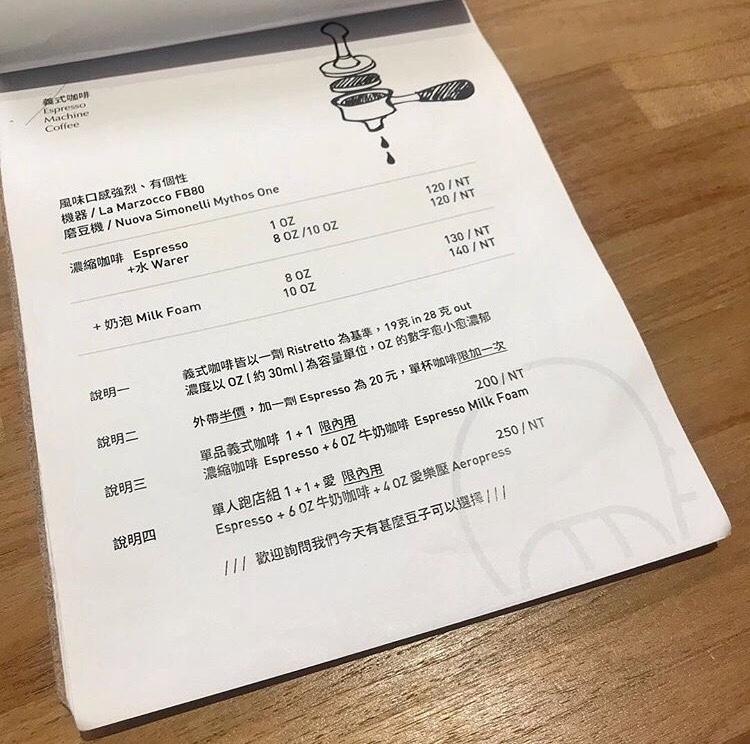 義式咖啡
Espresso
Machine
Coffee
風味口感強烈、有個性
機器 / La Marzocco FB80
磨豆機 / Nuova Simonelli Mythos One
濃縮咖啡 Espresso 1 OZ 120 / NT
+水 Warer 8 OZ /10 OZ 120 / NT
+ 奶泡 Milk Foam 8 OZ 130 / NT
10 OZ 140 / NT
說明一 義式咖啡皆以一劑 Ristretto 為基準，19克 in 28 克 out
濃度以 OZ ( 約 30ml ) 為容量單位，OZ 的數字愈小愈濃郁
說明二 外帶半價，加一劑 Espresso 為 20 元，單杯咖啡限加一次
說明三 單品義式咖啡 1 + 1 限內用 200 / NT
濃縮咖啡 Espresso + 6 OZ 牛奶咖啡 Espresso Milk Foam
說明四 單人跑店組 1 + 1 + 愛 限內用 250 / NT
Espresso + 6 OZ 牛奶咖啡 + 4 OZ 愛樂壓 Aeropress
/ / / 歡迎詢問我們今天有甚麼豆子可以選擇 / / /